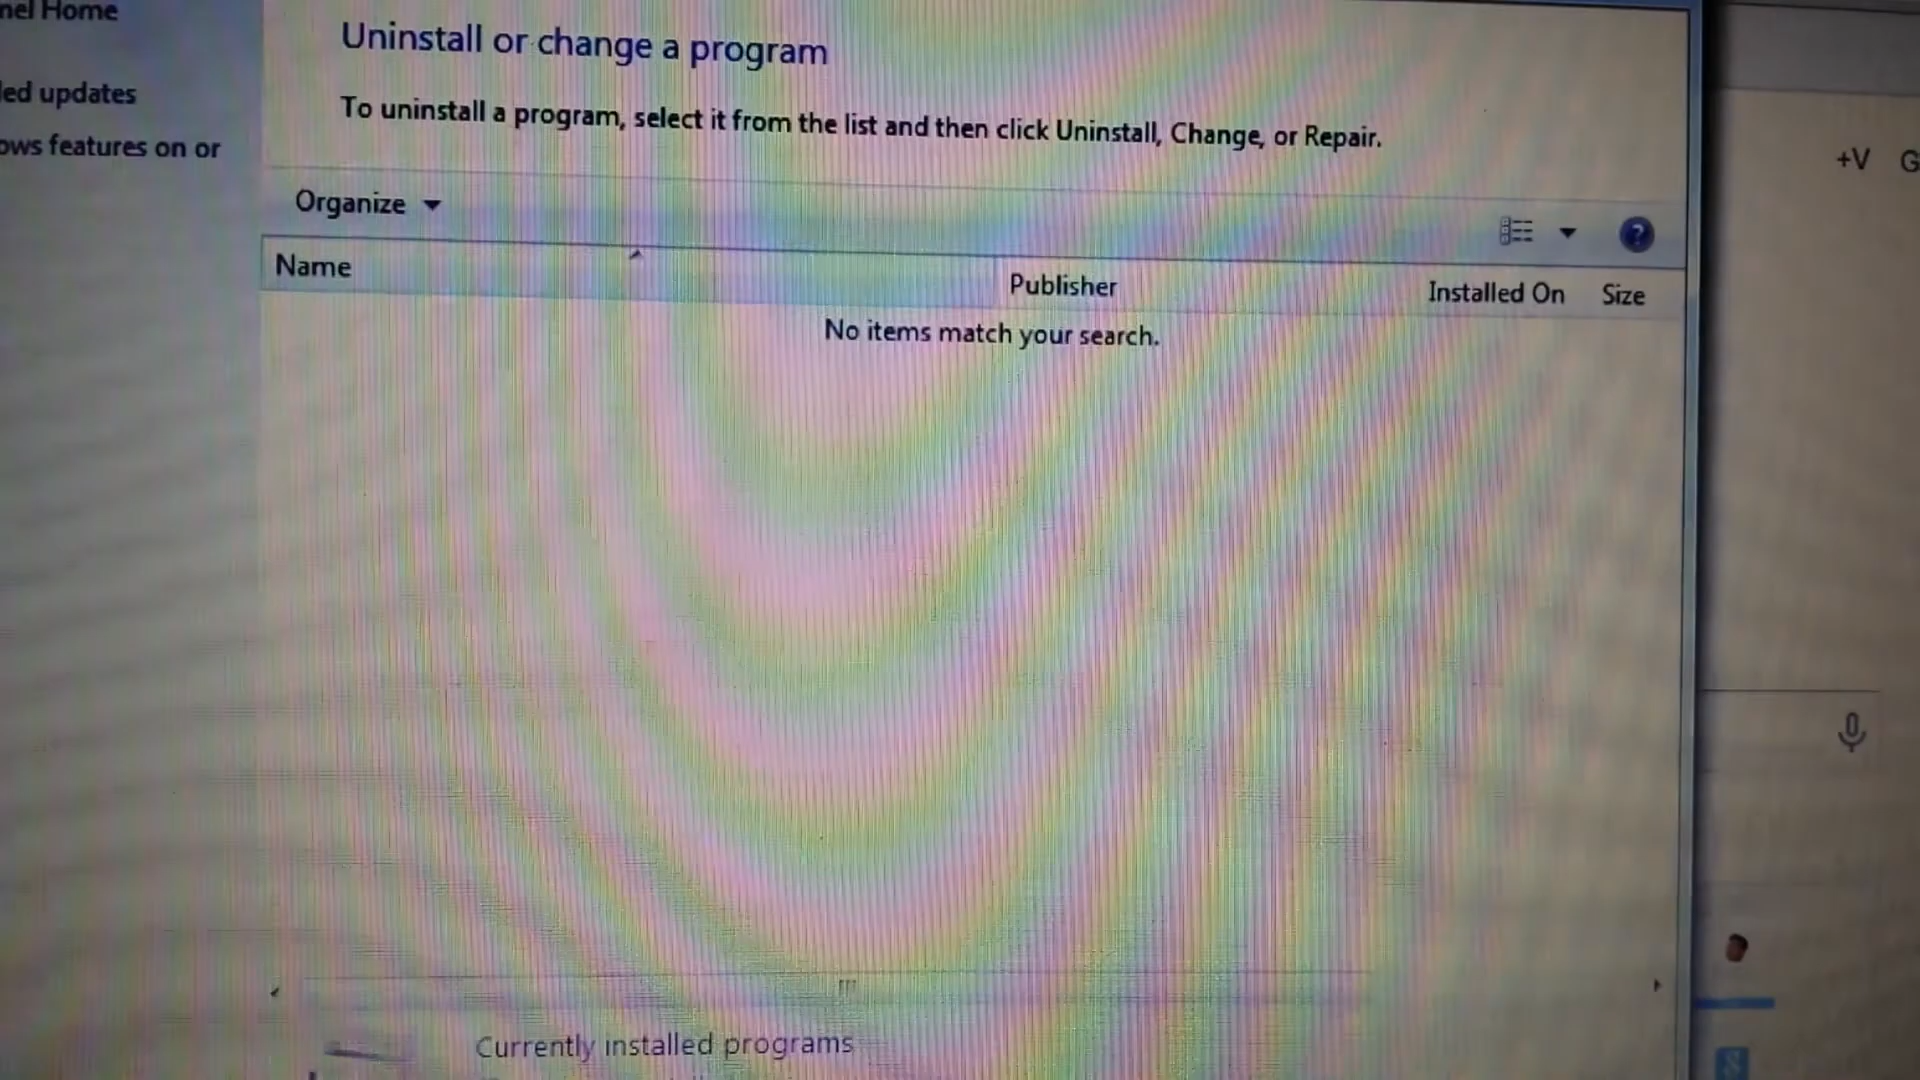 nel Home
Uninstall or change a program
led updates
To uninstall a program, select it from the list and then click Uninstall, Change, or Repair.
ows features on or
+V G
Organize
Name
Publisher
Installed On
Size
No items match your search.
Currently installed programs